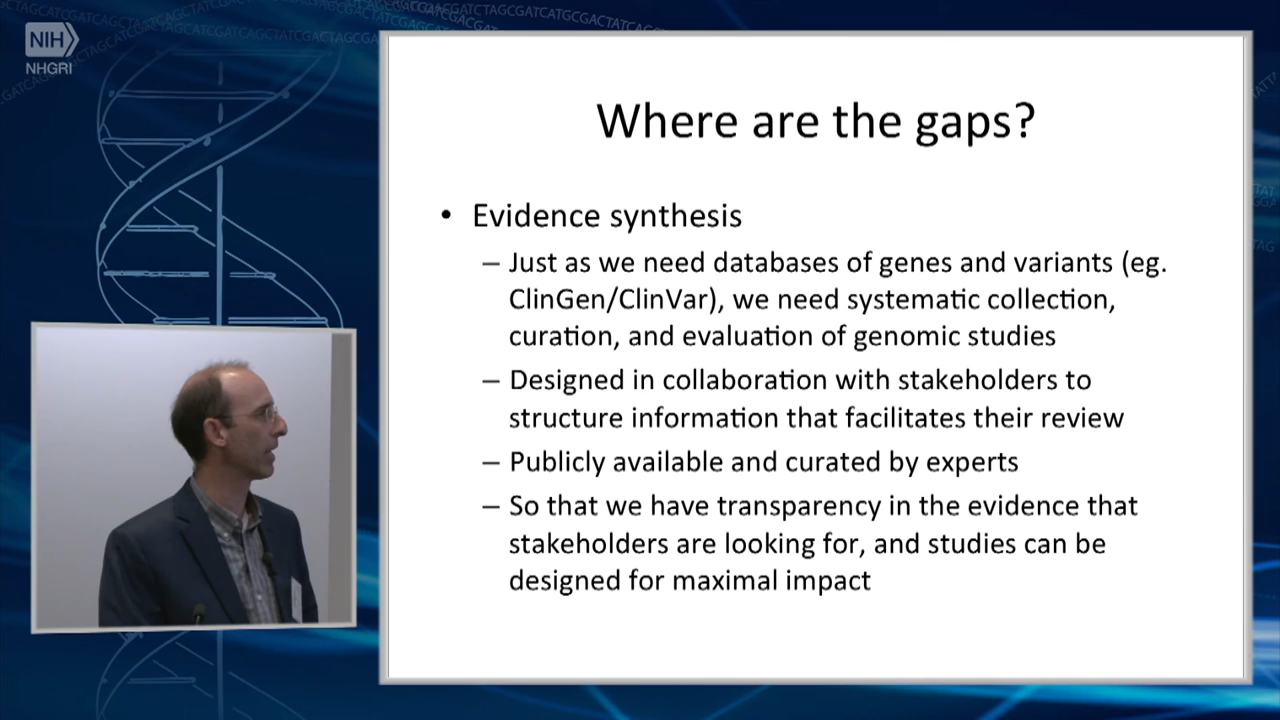 NIH
NHGRI
Where are the gaps?
• Evidence synthesis
– Just as we need databases of genes and variants (eg.
ClinGen/ClinVar), we need systematic collection,
curation, and evaluation of genomic studies
– Designed in collaboration with stakeholders to
structure information that facilitates their review
– Publicly available and curated by experts
– So that we have transparency in the evidence that
stakeholders are looking for, and studies can be
designed for maximal impact